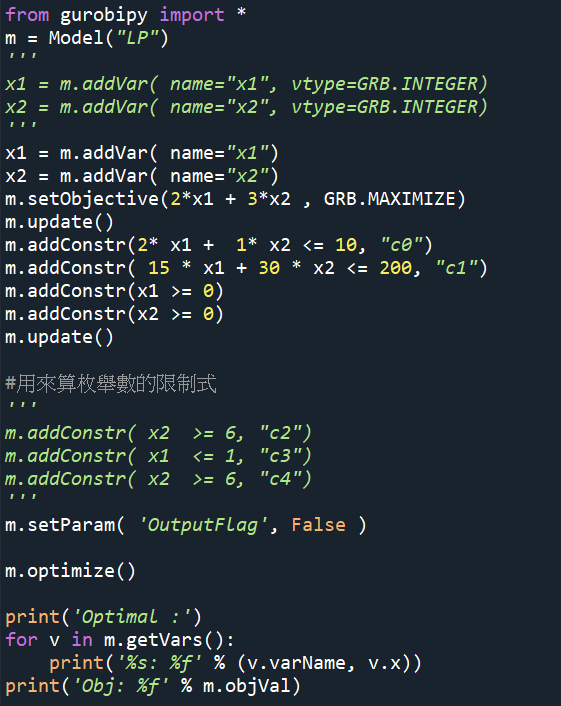 from gurobipy import *
m = Model("LP")
'''
x1 = m.addVar( name="x1", vtype=GRB.INTEGER)
x2 = m.addVar( name="x2", vtype=GRB.INTEGER)
'''
x1 = m.addVar( name="x1")
x2 = m.addVar( name="x2")
m.setObjective(2*x1 + 3*x2 , GRB.MAXIMIZE)
m.update()
m.addConstr(2* x1 +  1* x2 <= 10, "c0")
m.addConstr( 15 * x1 + 30 * x2 <= 200, "c1")
m.addConstr(x1 >= 0)
m.addConstr(x2 >= 0)
m.update()
#用來算枚舉數的限制式
'''
m.addConstr( x2  >= 6, "c2")
m.addConstr( x1  <= 1, "c3")
m.addConstr( x2  >= 6, "c4")
'''
m.setParam( 'OutputFlag', False )
m.optimize()
print('Optimal :')
for v in m.getVars():
    print('%s: %f' % (v.varName, v.x))
print('Obj: %f' % m.objVal)